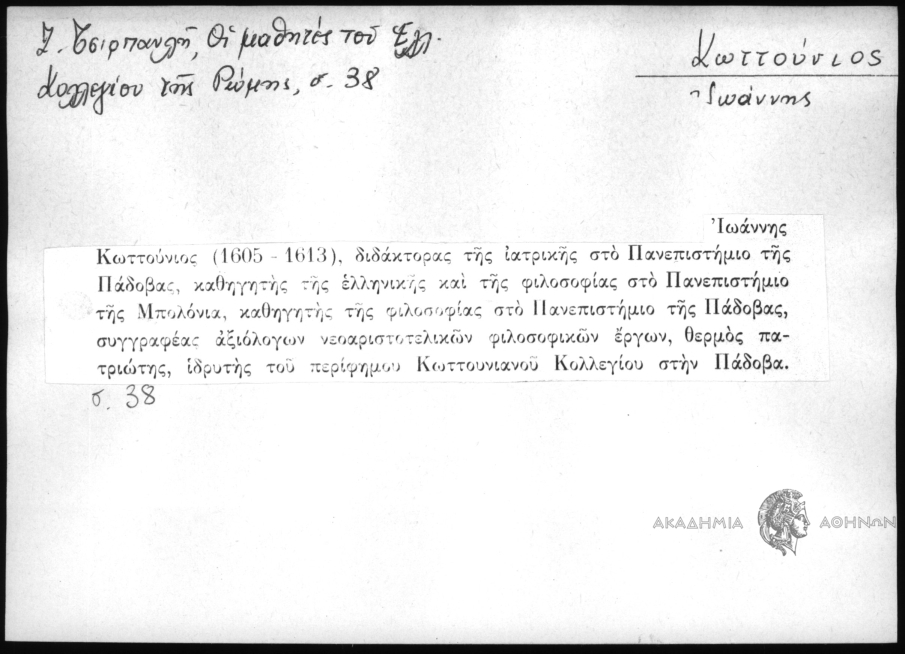 Ζ. Τσιρπανλῆ, Οἱ μαθητές τοῦ Ἑλλ.
Κολλεγίου τῆς Ρώμης, σ. 38
Κωττούνιος
Ἰωάννης
Ἰωάννης
Κωττούνιος (1605 - 1613), διδάκτορας τῆς ἰατρικῆς στὸ Πανεπιστήμιο τῆς
Πάδοβας, καθηγητὴς τῆς ἑλληνικῆς καὶ τῆς φιλοσοφίας στὸ Πανεπιστήμιο
τῆς Μπολόνια, καθηγητὴς τῆς φιλοσοφίας στὸ Πανεπιστήμιο τῆς Πάδοβας,
συγγραφέας ἀξιόλογων νεοαριστοτελικῶν φιλοσοφικῶν ἔργων, θερμὸς πα-
τριώτης, ἱδρυτὴς τοῦ περίφημου Κωττουνιανοῦ Κολλεγίου στὴν Πάδοβα.
σ. 38
ΑΚΑΔΗΜΙΑ ΑΘΗΝΩΝ